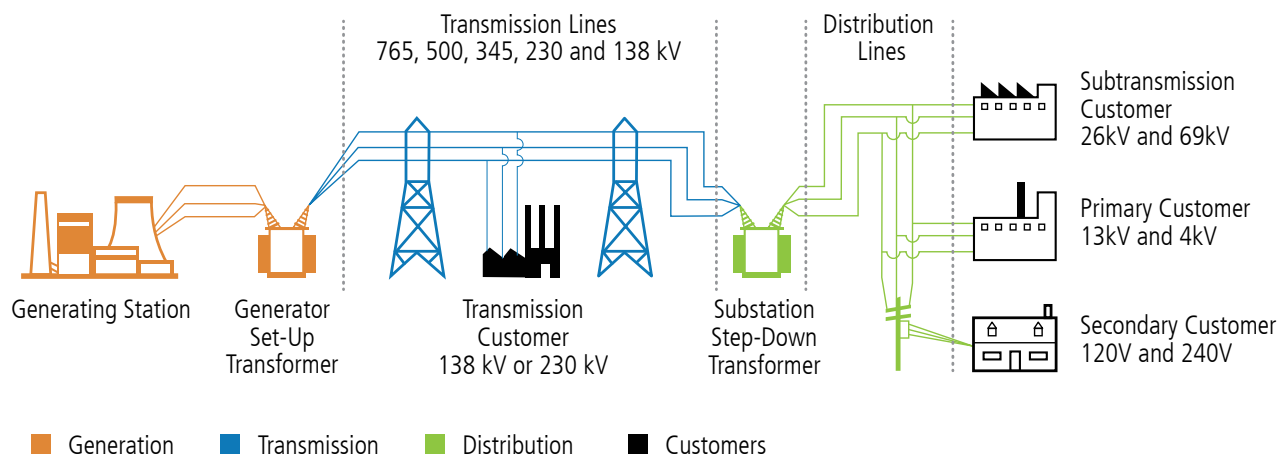 Transmission Lines
765, 500, 345, 230 and 138 kV
Distribution
Lines
Subtransmission
Customer
26kV and 69kV
Primary Customer
13kV and 4kV
Generating Station
Generator
Set-Up
Transformer
Transmission
Customer
138 kV or 230 kV
Substation
Step-Down
Transformer
Secondary Customer
120V and 240V
Generation
Transmission
Distribution
Customers